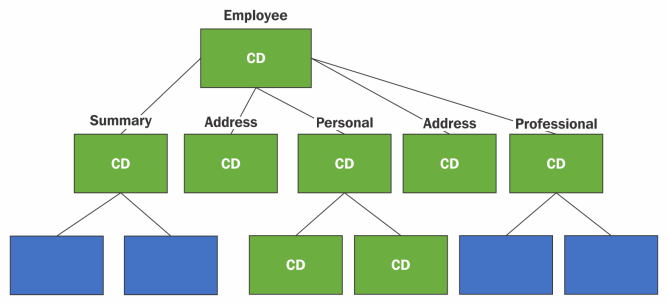 Employee
CD
Summary
Address
Personal
Address
Professional
CD
CD
CD
CD
CD
CD
CD